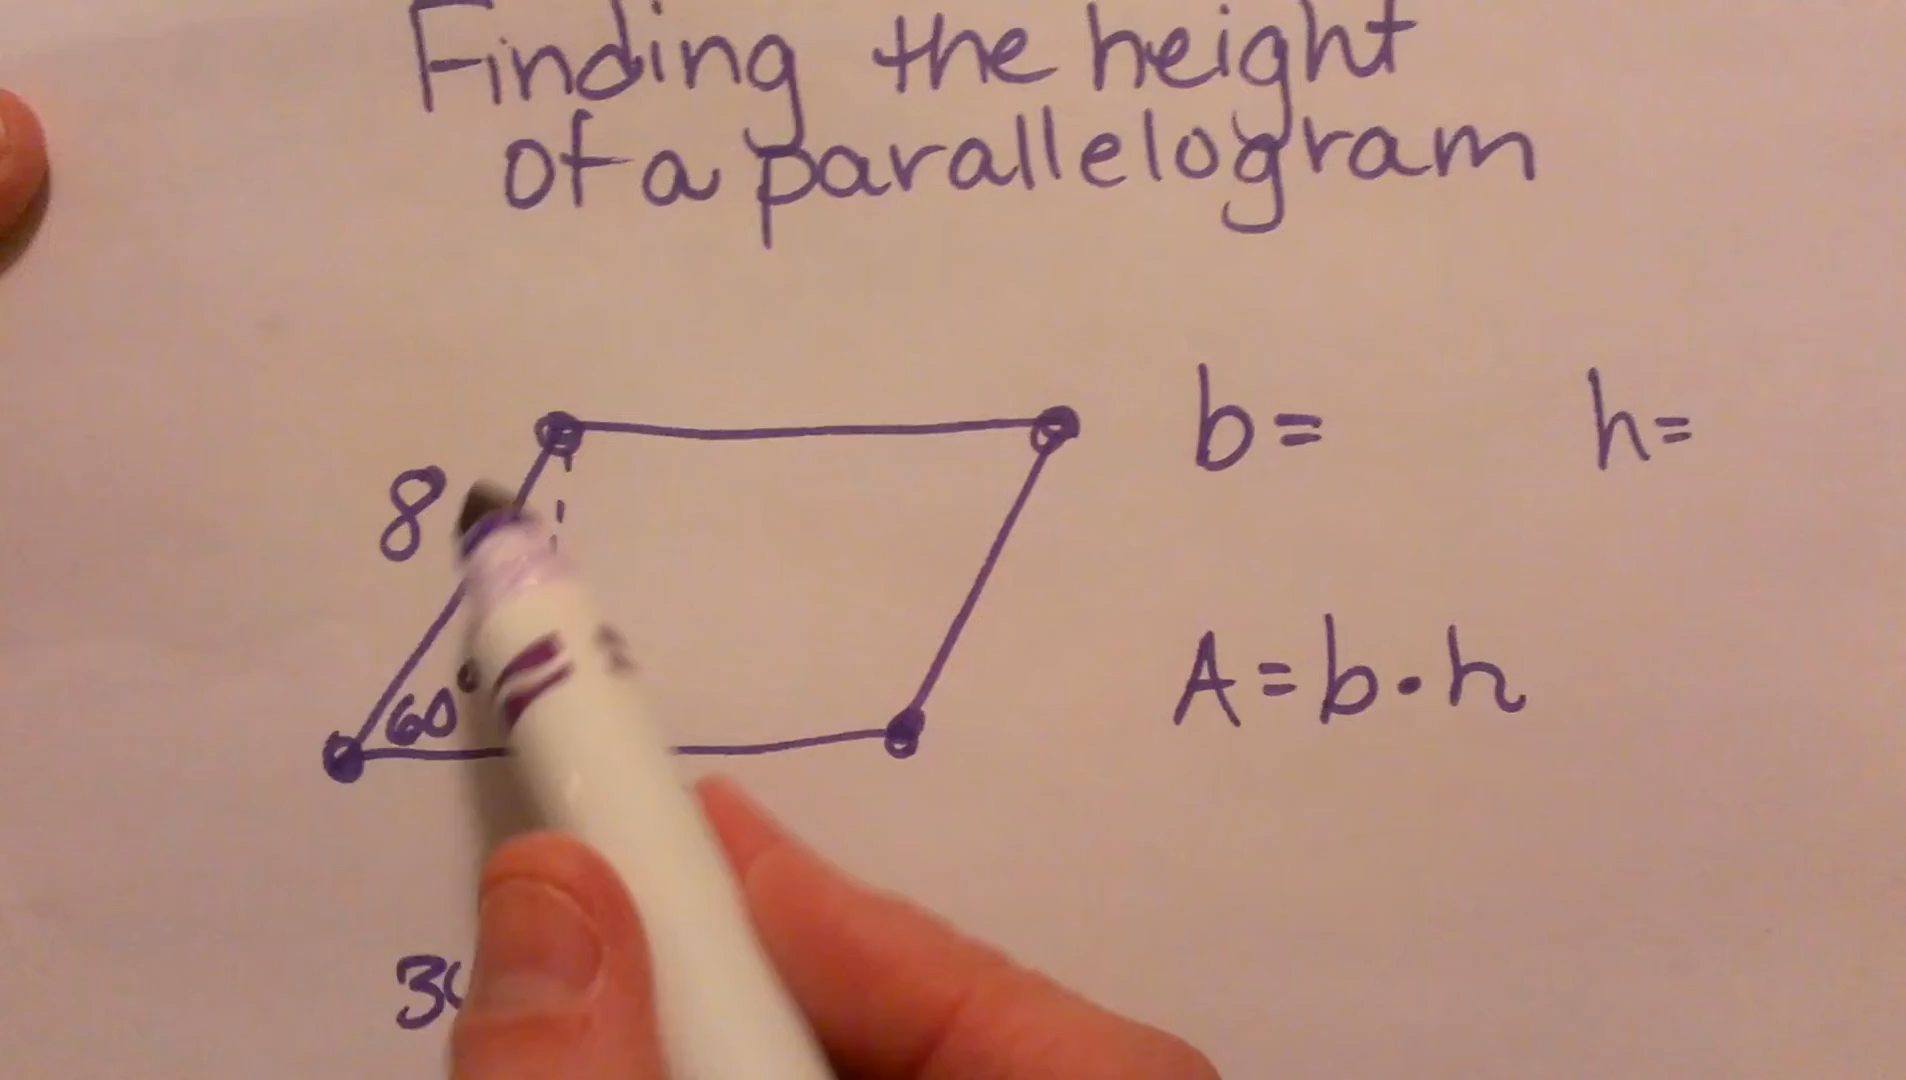 Finding the height
of a parallelogram
b= h=
8
60°
A = b · h